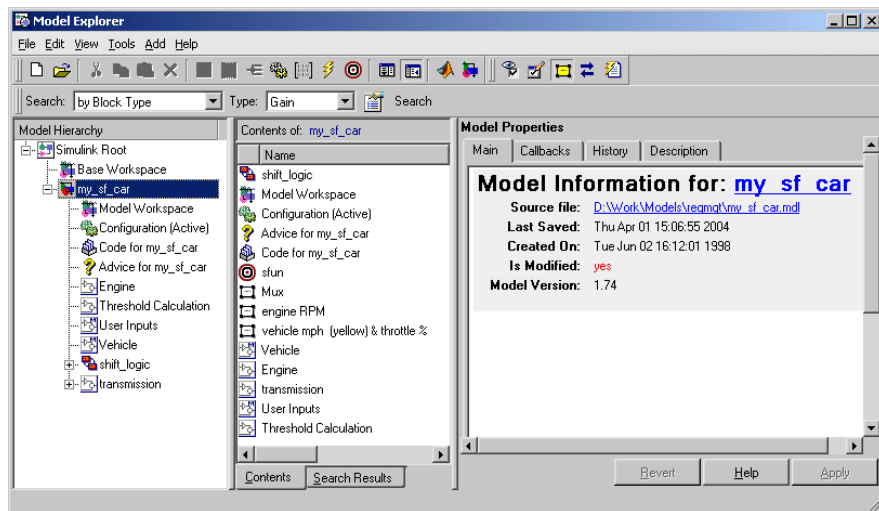 Model Explorer
File Edit View Tools Add Help
Search: by Block Type Type: Gain Search
Model Hierarchy
Simulink Root
Base Workspace
my_sf_car
Model Workspace
Configuration (Active)
Code for my_sf_car
Advice for my_sf_car
Engine
Threshold Calculation
User Inputs
Vehicle
shift_logic
transmission
Contents of: my_sf_car
Name
shift_logic
Model Workspace
Configuration (Active)
Advice for my_sf_car
Code for my_sf_car
sfun
Mux
engine RPM
vehicle mph (yellow) & throttle %
Vehicle
Engine
transmission
User Inputs
Threshold Calculation
Contents Search Results
Model Properties
Main Callbacks History Description
Model Information for: my_sf_car
Source file: D:\Work\Models\reqmgt\my_sf_car.mdl
Last Saved: Thu Apr 01 15:06:55 2004
Created On: Tue Jun 02 16:12:01 1998
Is Modified: yes
Model Version: 1.74
Revert Help Apply